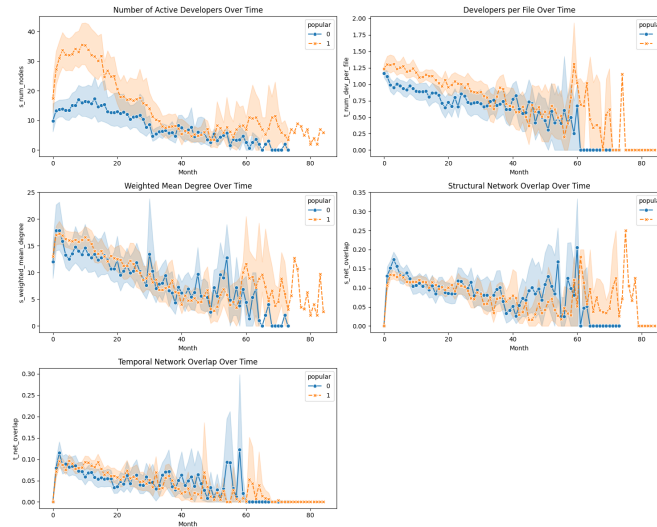 Number of Active Developers Over Time
popular
0
1
40
30
20
10
0
s_num_nodes
0 20 40 60 80
Month
Developers per File Over Time
popular
0
1
2.00
1.75
1.50
1.25
1.00
0.75
0.50
0.25
0.00
t_num_dev_per_file
0 20 40 60 80
Month
Weighted Mean Degree Over Time
popular
0
1
25
20
15
10
5
0
s_weighted_mean_degree
0 20 40 60 80
Month
Structural Network Overlap Over Time
popular
0
1
0.35
0.30
0.25
0.20
0.15
0.10
0.05
0.00
s_net_overlap
0 20 40 60 80
Month
Temporal Network Overlap Over Time
popular
0
1
0.30
0.25
0.20
0.15
0.10
0.05
0.00
t_net_overlap
0 20 40 60 80
Month